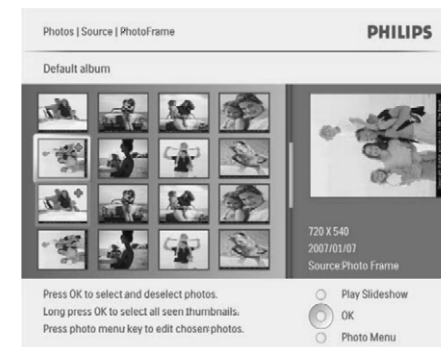 Photos | Source | PhotoFrame
PHILIPS
Default album
720 X 540
2007/01/07
Source:Photo Frame
Press OK to select and deselect photos.
Long press OK to select all seen thumbnails.
Press photo menu key to edit chosen photos.
Play Slideshow
OK
Photo Menu